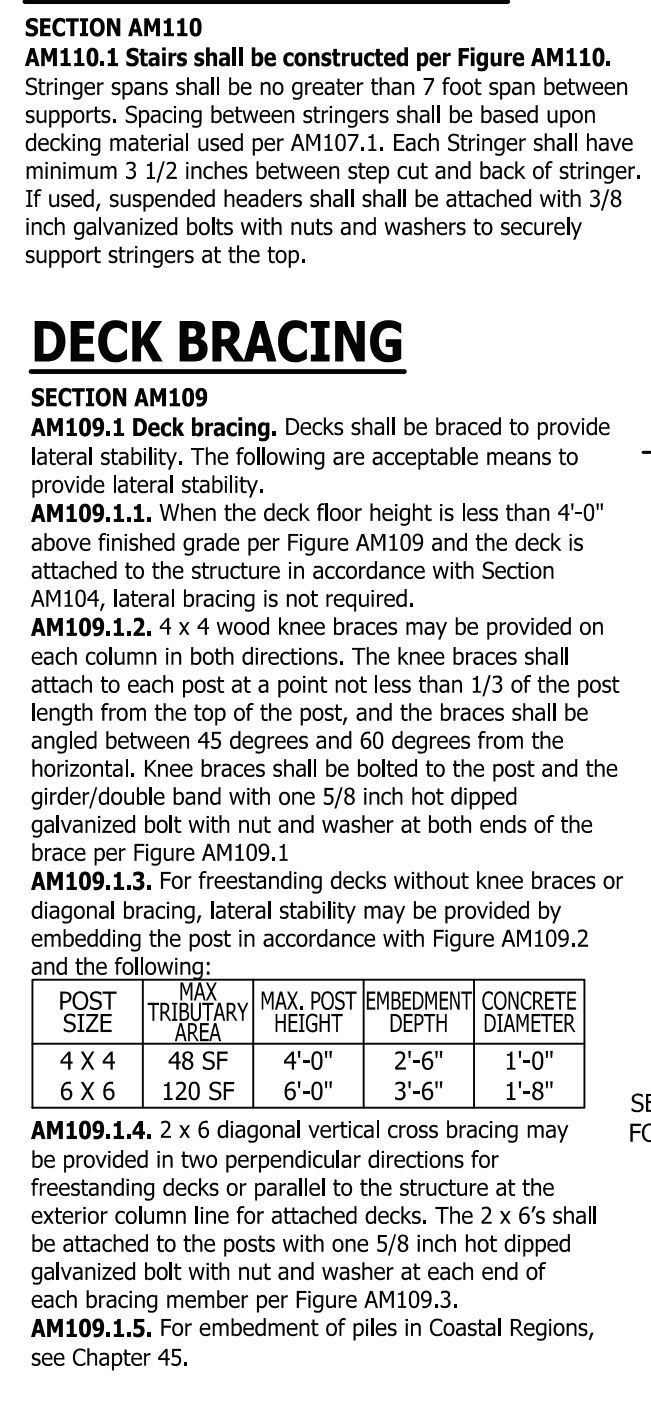 SECTION AM110
AM110.1 Stairs shall be constructed per Figure AM110.
Stringer spans shall be no greater than 7 foot span between
supports. Spacing between stringers shall be based upon
decking material used per AM107.1. Each Stringer shall have
minimum 3 1/2 inches between step cut and back of stringer.
If used, suspended headers shall shall be attached with 3/8
inch galvanized bolts with nuts and washers to securely
support stringers at the top.
DECK BRACING
SECTION AM109
AM109.1 Deck bracing. Decks shall be braced to provide
lateral stability. The following are acceptable means to
provide lateral stability.
AM109.1.1. When the deck floor height is less than 4'-0"
above finished grade per Figure AM109 and the deck is
attached to the structure in accordance with Section
AM104, lateral bracing is not required.
AM109.1.2. 4 x 4 wood knee braces may be provided on
each column in both directions. The knee braces shall
attach to each post at a point not less than 1/3 of the post
length from the top of the post, and the braces shall be
angled between 45 degrees and 60 degrees from the
horizontal. Knee braces shall be bolted to the post and the
girder/double band with one 5/8 inch hot dipped
galvanized bolt with nut and washer at both ends of the
brace per Figure AM109.1
AM109.1.3. For freestanding decks without knee braces or
diagonal bracing, lateral stability may be provided by
embedding the post in accordance with Figure AM109.2
and the following:
POST SIZE MAX TRIBUTARY AREA MAX. POST HEIGHT EMBEDMENT DEPTH CONCRETE DIAMETER
4 X 4 48 SF 4'-0" 2'-6" 1'-0"
6 X 6 120 SF 6'-0" 3'-6" 1'-8"
AM109.1.4. 2 x 6 diagonal vertical cross bracing may
be provided in two perpendicular directions for
freestanding decks or parallel to the structure at the
exterior column line for attached decks. The 2 x 6’s shall
be attached to the posts with one 5/8 inch hot dipped
galvanized bolt with nut and washer at each end of
each bracing member per Figure AM109.3.
AM109.1.5. For embedment of piles in Coastal Regions,
see Chapter 45.